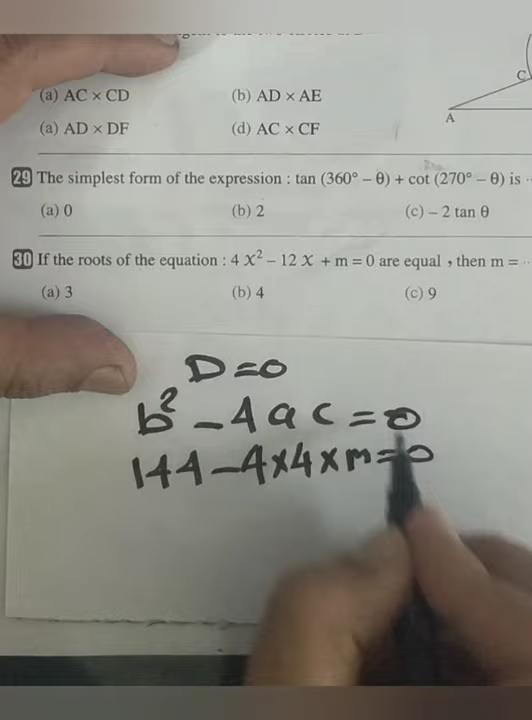 C
A
(a) AC × CD (b) AD × AE
(a) AD × DF (d) AC × CF
29 The simplest form of the expression : tan (360° – θ) + cot (270° – θ) is ..
(a) 0 (b) 2 (c) – 2 tan θ
30 If the roots of the equation : 4 X² – 12 X + m = 0 are equal , then m = ..
(a) 3 (b) 4 (c) 9
D=0
b² – 4 a c = 0
144 – 4×4×m=0